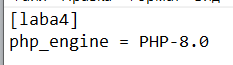 [laba4]
php_engine = PHP-8.0